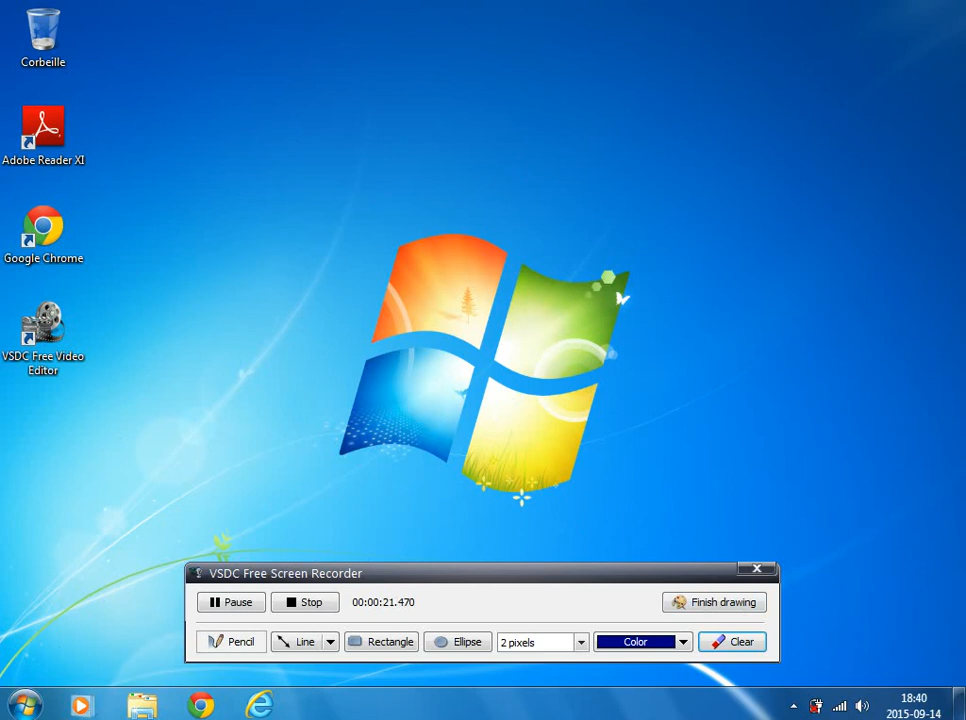 Corbeille
Adobe Reader XI
Google Chrome
VSDC Free Video
Editor
VSDC Free Screen Recorder
Pause
Stop
00:00:21.470
Finish drawing
Pencil
Line
Rectangle
Ellipse
2 pixels
Color
Clear
18:40
2015-09-14